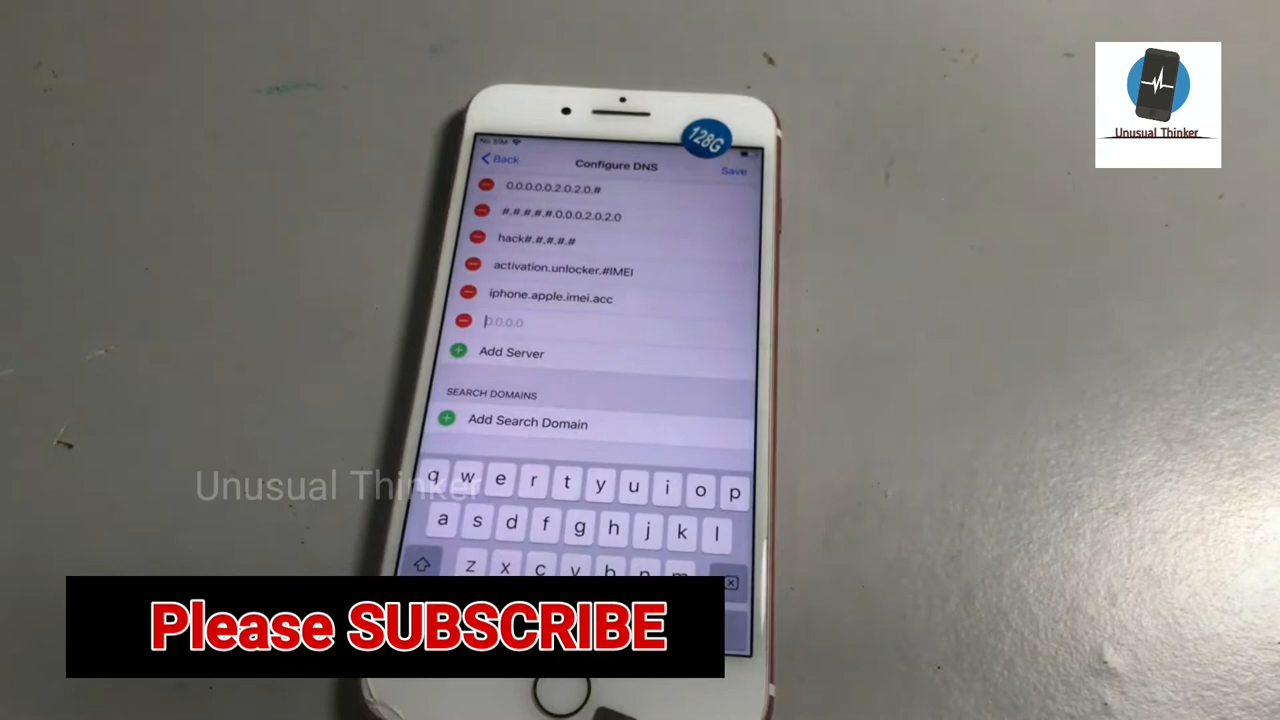 Unusual Thinker
128G
No SIM
Back
Configure DNS
Save
0.0.0.0.0.2.0.2.0.#
#.#.#.#.#.0.0.0.2.0.2.0
hack#.#.#.#.#
activation.unlocker.#IMEI
iphone.apple.imei.acc
0.0.0.0
Add Server
SEARCH DOMAINS
Add Search Domain
q w e r t y u i o p
Unusual Thinker
a s d f g h j k l
z x c v b n m
Please SUBSCRIBE